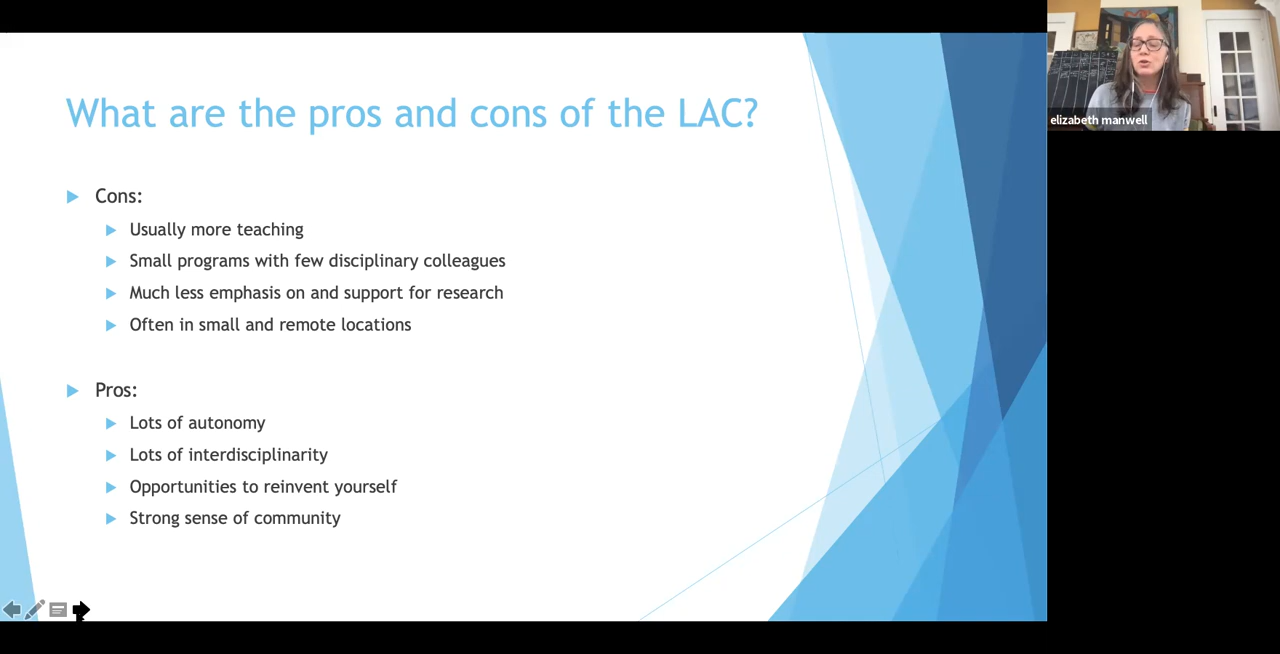 What are the pros and cons of the LAC?
Cons:
Usually more teaching
Small programs with few disciplinary colleagues
Much less emphasis on and support for research
Often in small and remote locations
Pros:
Lots of autonomy
Lots of interdisciplinarity
Opportunities to reinvent yourself
Strong sense of community
elizabeth manwell